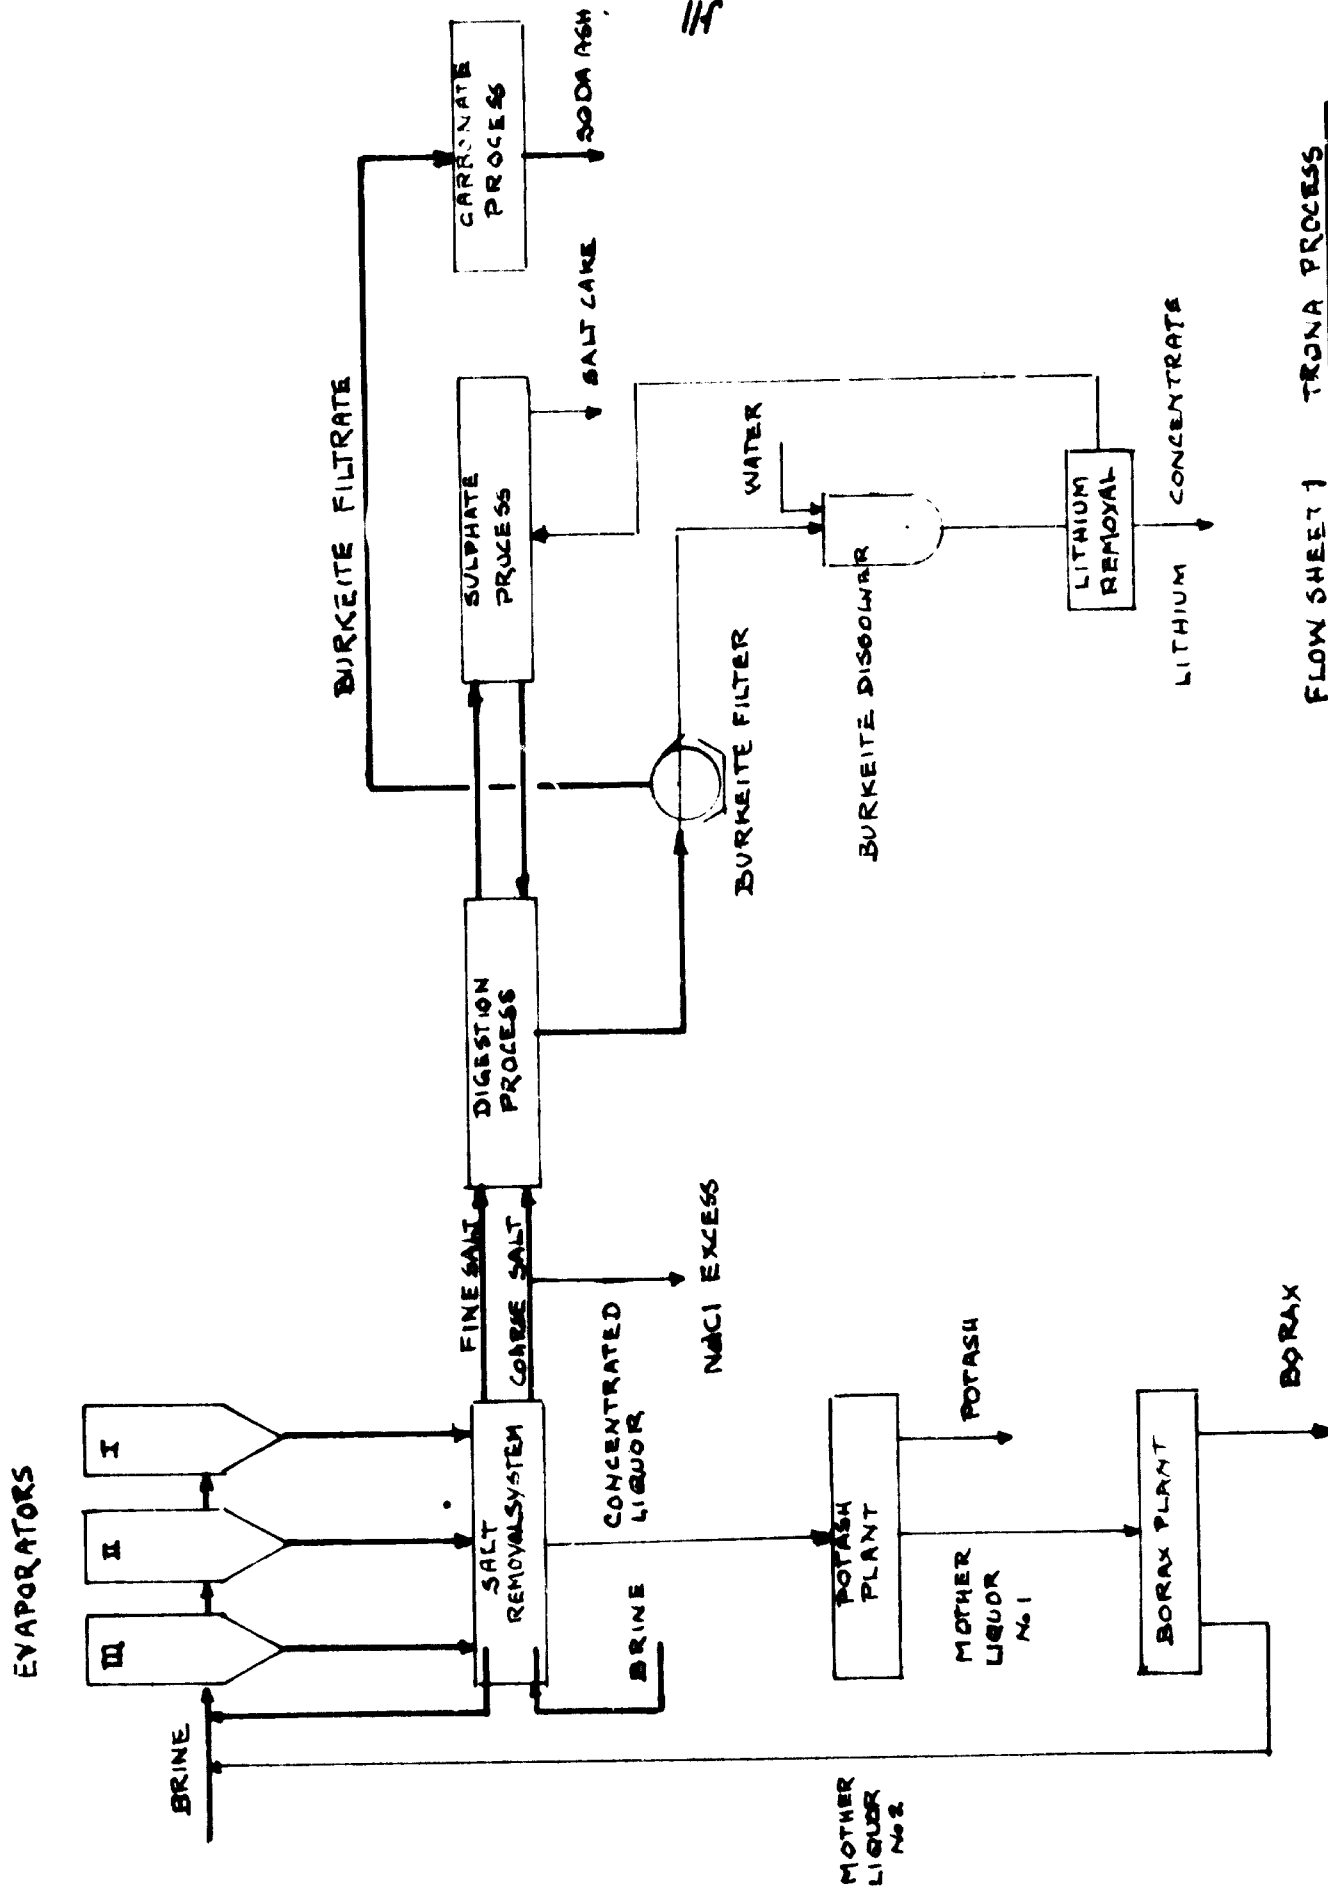 EVAPORATORS
BRINE
III
II
I
SALT
REMOVAL SYSTEM
BRINE
CONCENTRATED
LIQUOR
FINE SALT
COARSE SALT
NaCl EXCESS
DIGESTION
PROCESS
BURKEITE FILTRATE
SULPHATE
PROCESS
SALT CAKE
CARBONATE
PROCESS
SODA ASH
BURKEITE FILTER
WATER
BURKEITE DISSOLVER
LITHIUM
REMOVAL
LITHIUM CONCENTRATE
POTASH
PLANT
POTASH
MOTHER
LIQUOR
No 1
BORAX PLANT
BORAX
MOTHER
LIQUOR
No 2
FLOW SHEET 1 TRONA PROCESS